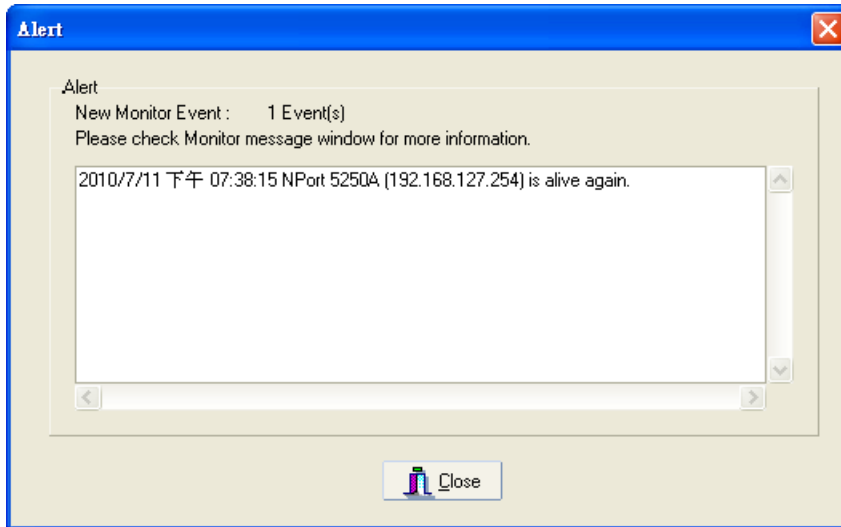 Alert
Alert
New Monitor Event : 1 Event(s)
Please check Monitor message window for more information.
2010/7/11 下午 07:38:15 NPort 5250A (192.168.127.254) is alive again.
Close